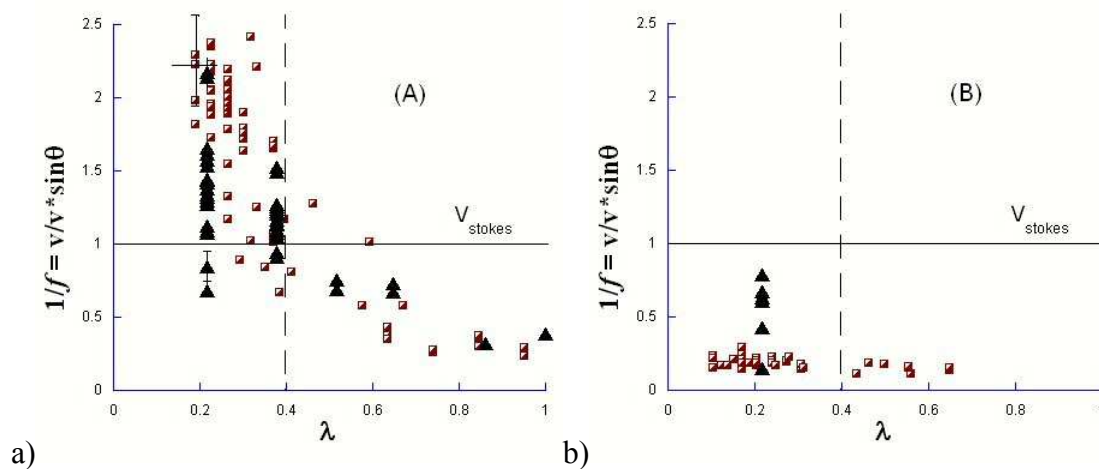 2.5
2
1.5
1
0.5
0
1/f = v/v*sinθ
(A)
V stokes
0 0.2 0.4 0.6 0.8 1
λ
a)
2.5
2
1.5
1
0.5
0
1/f = v/v*sinθ
(B)
V stokes
0 0.2 0.4 0.6 0.8
λ
b)